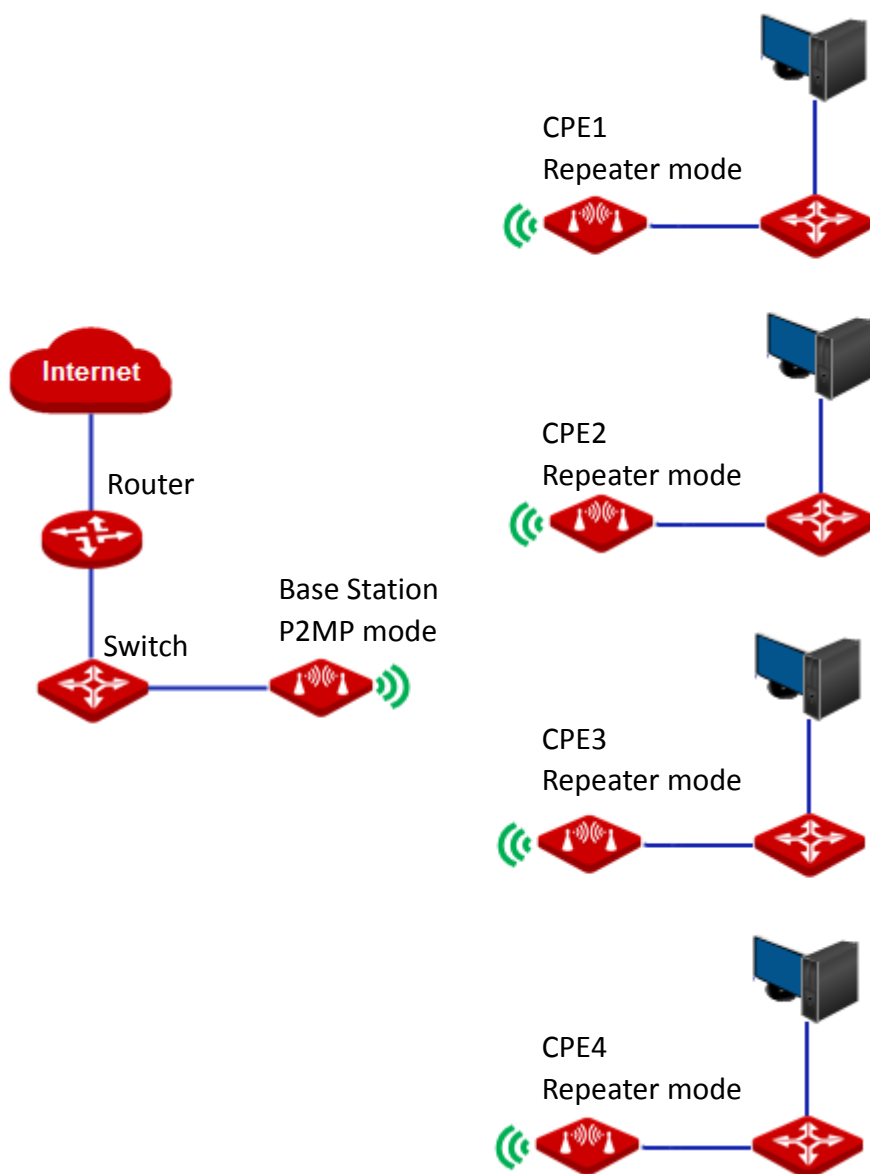 CPE1
Repeater mode
Internet
CPE2
Repeater mode
Router
Base Station
P2MP mode
Switch
CPE3
Repeater mode
CPE4
Repeater mode